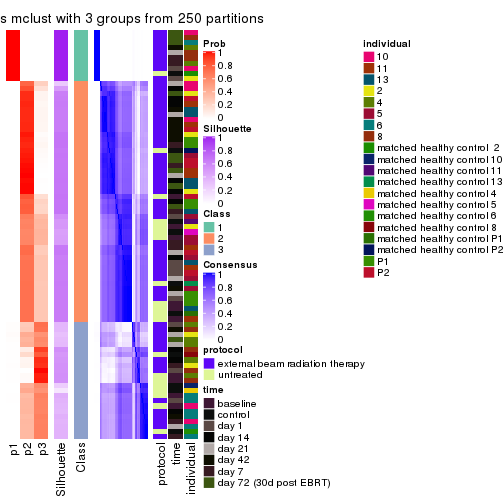 s mclust with 3 groups from 250 partitions
Prob
1
0.8
0.6
0.4
0.2
0
Silhouette
1
0.8
0.6
0.4
0.2
0
Class
1
2
3
Consensus
1
0.8
0.6
0.4
0.2
0
protocol
external beam radiation therapy
untreated
time
baseline
control
day 1
day 14
day 21
day 42
day 7
day 72 (30d post EBRT)
individual
10
11
13
2
4
5
6
8
matched healthy control 2
matched healthy control 10
matched healthy control 11
matched healthy control 13
matched healthy control 4
matched healthy control 5
matched healthy control 6
matched healthy control 8
matched healthy control P1
matched healthy control P2
P1
P2
p1
p2
p3
Silhouette
Class
protocol
time
individual